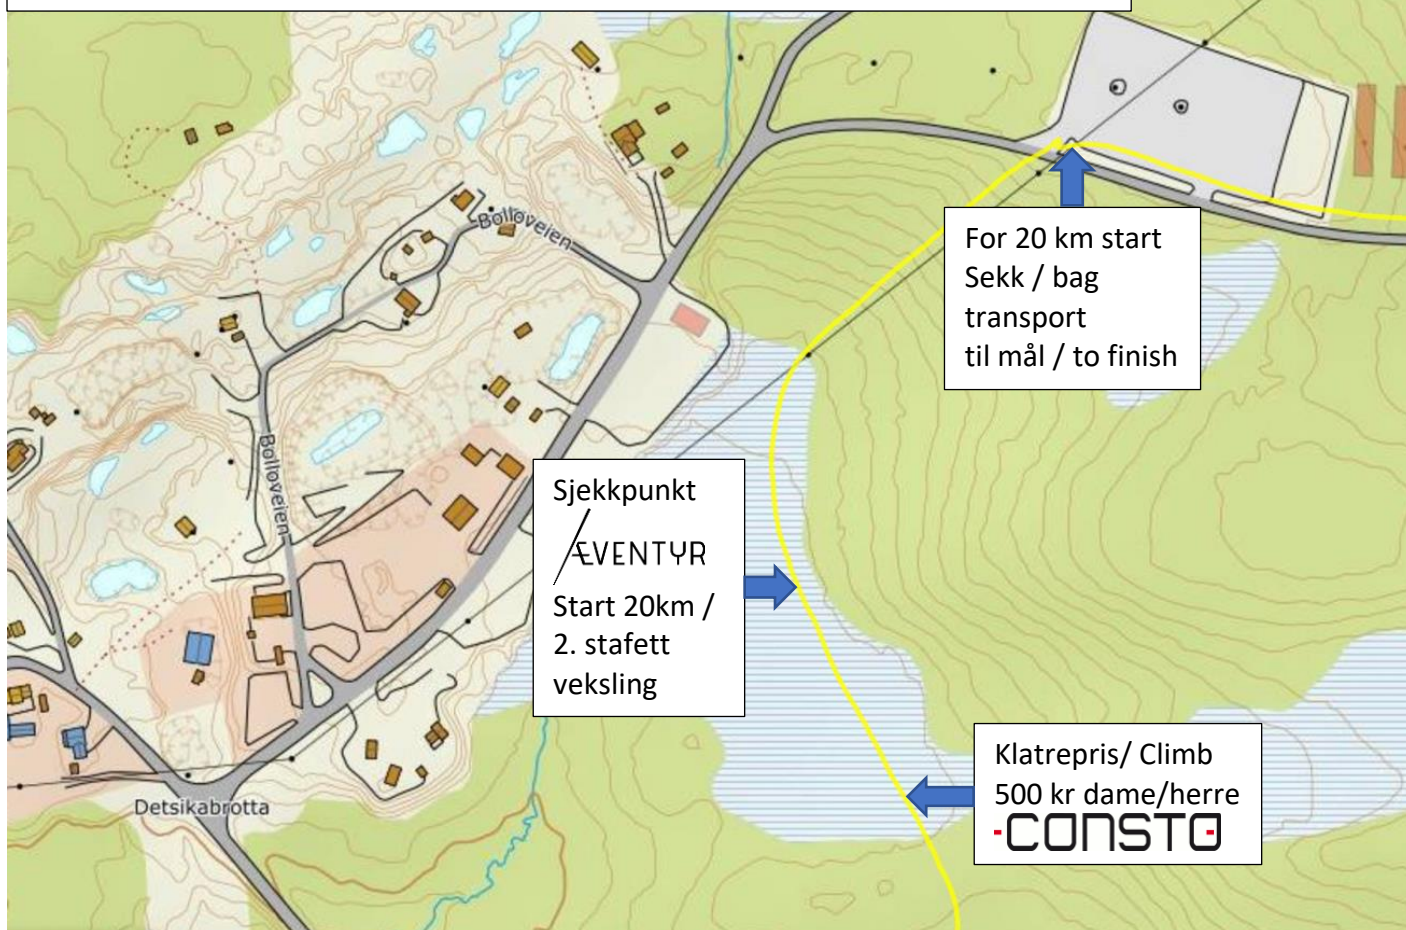 Bolloveien
For 20 km start
Sekk / bag
transport
til mål / to finish
Bolloveien
Sjekkpunkt
ÆVENTYR
Start 20km /
2. stafett
veksling
Klatrepris/ Climb
500 kr dame/herre
CONSTO
Detsikabrotta